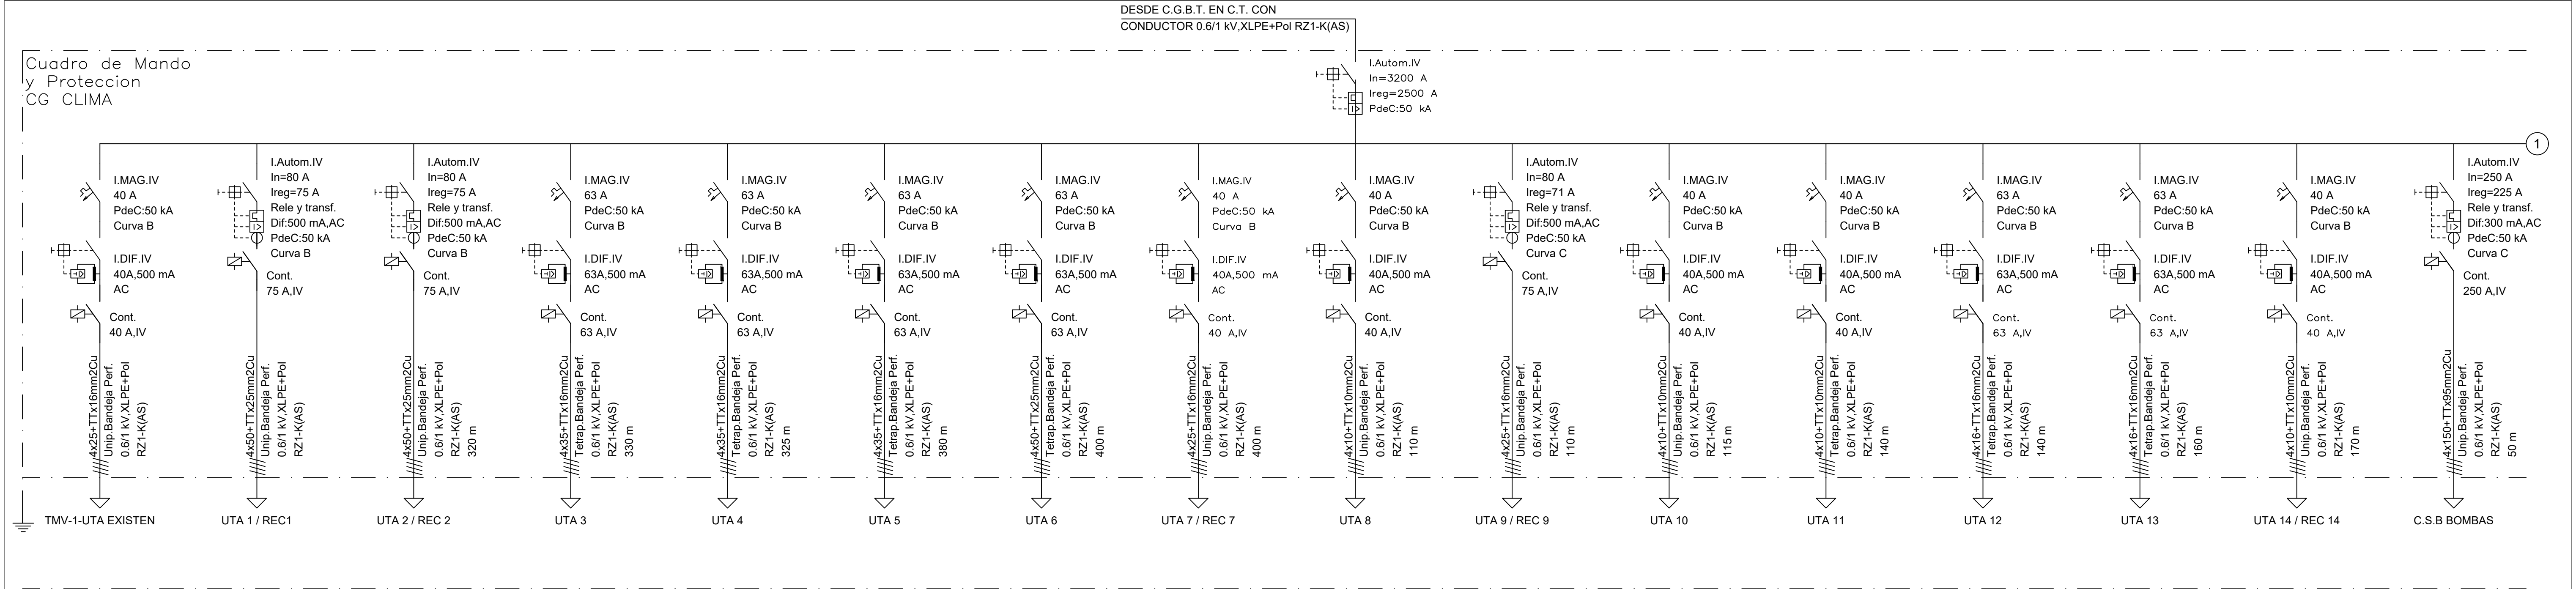 DESDE C.G.B.T. EN C.T. CON
CONDUCTOR 0.6/1 kV,XLPE+Pol RZ1-K(AS)
Cuadro de Mando
y Proteccion
CG CLIMA
I.Autom.IV
In=3200 A
Ireg=2500 A
PdeC:50 kA
1
I.MAG.IV
40 A
PdeC:50 kA
Curva B
I.DIF.IV
40A,500 mA
AC
Cont.
40 A,IV
4x25+TTx16mm2Cu
Unip.Bandeja Perf.
0.6/1 kV,XLPE+Pol
RZ1-K(AS)
TMV-1-UTA EXISTEN
I.Autom.IV
In=80 A
Ireg=75 A
Rele y transf.
Dif:500 mA,AC
PdeC:50 kA
Curva B
Cont.
75 A,IV
4x50+TTx25mm2Cu
Unip.Bandeja Perf.
0.6/1 kV,XLPE+Pol
RZ1-K(AS)
UTA 1 / REC1
I.Autom.IV
In=80 A
Ireg=75 A
Rele y transf.
Dif:500 mA,AC
PdeC:50 kA
Curva B
Cont.
75 A,IV
4x50+TTx25mm2Cu
Unip.Bandeja Perf.
0.6/1 kV,XLPE+Pol
RZ1-K(AS)
320 m
UTA 2 / REC 2
I.MAG.IV
63 A
PdeC:50 kA
Curva B
I.DIF.IV
63A,500 mA
AC
Cont.
63 A,IV
4x35+TTx16mm2Cu
Tetrap.Bandeja Perf.
0.6/1 kV,XLPE+Pol
RZ1-K(AS)
330 m
UTA 3
I.MAG.IV
63 A
PdeC:50 kA
Curva B
I.DIF.IV
63A,500 mA
AC
Cont.
63 A,IV
4x35+TTx16mm2Cu
Tetrap.Bandeja Perf.
0.6/1 kV,XLPE+Pol
RZ1-K(AS)
325 m
UTA 4
I.MAG.IV
63 A
PdeC:50 kA
Curva B
I.DIF.IV
63A,500 mA
AC
Cont.
63 A,IV
4x35+TTx16mm2Cu
Tetrap.Bandeja Perf.
0.6/1 kV,XLPE+Pol
RZ1-K(AS)
380 m
UTA 5
I.MAG.IV
63 A
PdeC:50 kA
Curva B
I.DIF.IV
63A,500 mA
AC
Cont.
63 A,IV
4x50+TTx25mm2Cu
Unip.Bandeja Perf.
0.6/1 kV,XLPE+Pol
RZ1-K(AS)
400 m
UTA 6
I.MAG.IV
40 A
PdeC:50 kA
Curva B
I.DIF.IV
40A,500 mA
AC
Cont.
40 A,IV
4x25+TTx16mm2Cu
Unip.Bandeja Perf.
0.6/1 kV,XLPE+Pol
RZ1-K(AS)
400 m
UTA 7 / REC 7
I.MAG.IV
40 A
PdeC:50 kA
Curva B
I.DIF.IV
40A,500 mA
AC
Cont.
40 A,IV
4x10+TTx10mm2Cu
Unip.Bandeja Perf.
0.6/1 kV,XLPE+Pol
RZ1-K(AS)
110 m
UTA 8
I.Autom.IV
In=80 A
Ireg=71 A
Rele y transf.
Dif:500 mA,AC
PdeC:50 kA
Curva C
Cont.
75 A,IV
4x25+TTx16mm2Cu
Unip.Bandeja Perf.
0.6/1 kV,XLPE+Pol
RZ1-K(AS)
110 m
UTA 9 / REC 9
I.MAG.IV
40 A
PdeC:50 kA
Curva B
I.DIF.IV
40A,500 mA
AC
Cont.
40 A,IV
4x10+TTx10mm2Cu
Unip.Bandeja Perf.
0.6/1 kV,XLPE+Pol
RZ1-K(AS)
115 m
UTA 10
I.MAG.IV
40 A
PdeC:50 kA
Curva B
I.DIF.IV
40A,500 mA
AC
Cont.
40 A,IV
4x10+TTx10mm2Cu
Tetrap.Bandeja Perf.
0.6/1 kV,XLPE+Pol
RZ1-K(AS)
140 m
UTA 11
I.MAG.IV
63 A
PdeC:50 kA
Curva B
I.DIF.IV
63A,500 mA
AC
Cont.
63 A,IV
4x16+TTx16mm2Cu
Tetrap.Bandeja Perf.
0.6/1 kV,XLPE+Pol
RZ1-K(AS)
140 m
UTA 12
I.MAG.IV
63 A
PdeC:50 kA
Curva B
I.DIF.IV
63A,500 mA
AC
Cont.
63 A,IV
4x16+TTx16mm2Cu
Tetrap.Bandeja Perf.
0.6/1 kV,XLPE+Pol
RZ1-K(AS)
160 m
UTA 13
I.MAG.IV
40 A
PdeC:50 kA
Curva B
I.DIF.IV
40A,500 mA
AC
Cont.
40 A,IV
4x10+TTx10mm2Cu
Unip.Bandeja Perf.
0.6/1 kV,XLPE+Pol
RZ1-K(AS)
170 m
UTA 14 / REC 14
I.Autom.IV
In=250 A
Ireg=225 A
Rele y transf.
Dif:300 mA,AC
PdeC:50 kA
Curva C
Cont.
250 A,IV
4x150+TTx95mm2Cu
Unip.Bandeja Perf.
0.6/1 kV,XLPE+Pol
RZ1-K(AS)
50 m
C.S.B BOMBAS